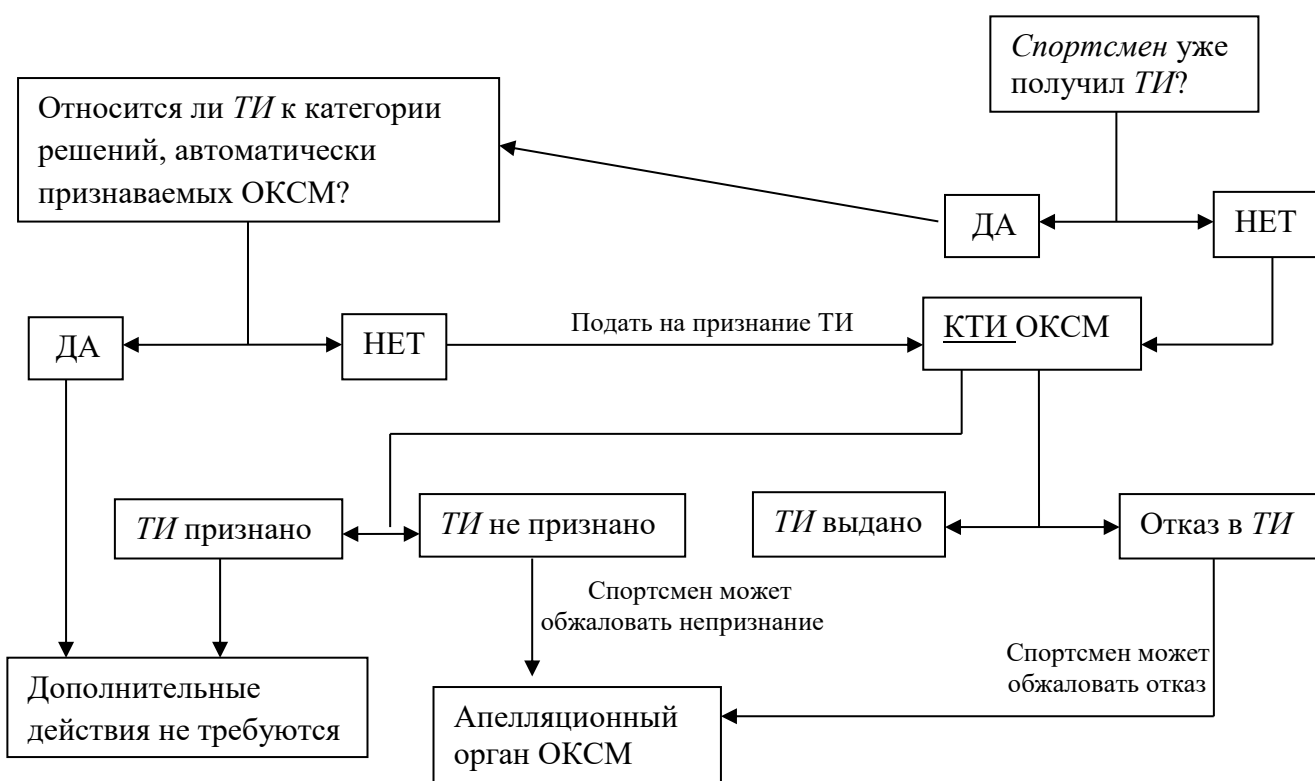 Спортсмен уже
получил ТИ?
Относится ли ТИ к категории
решений, автоматически
признаваемых ОКСМ?
ДА
НЕТ
ДА
НЕТ
Подать на признание ТИ
КТИ ОКСМ
ТИ признано
ТИ не признано
ТИ выдано
Отказ в ТИ
Спортсмен может
обжаловать непризнание
Спортсмен может
обжаловать отказ
Дополнительные
действия не требуются
Апелляционный
орган ОКСМ